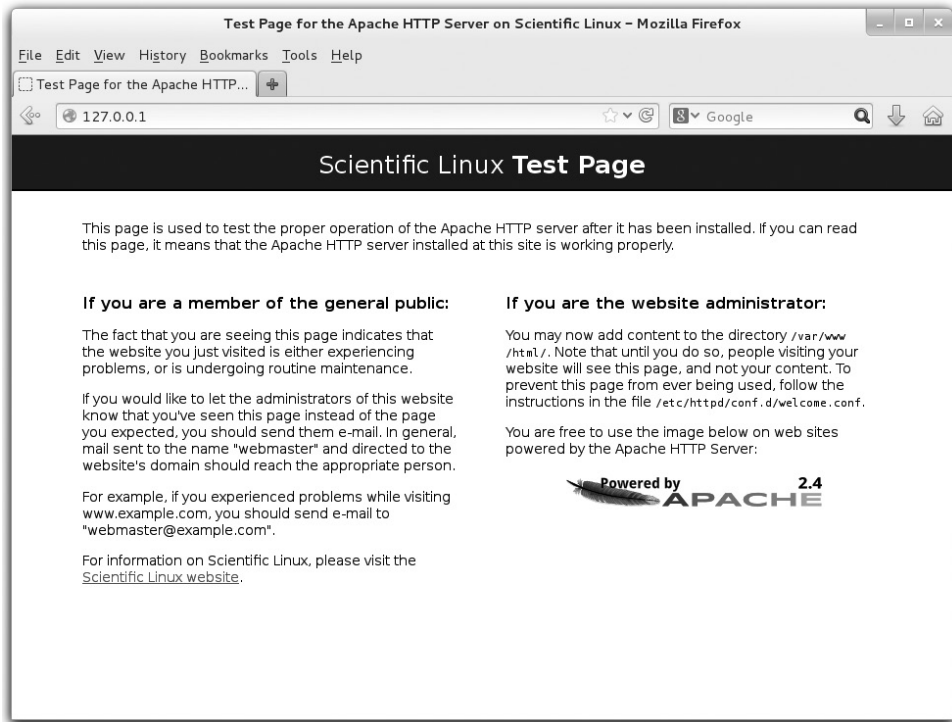 Test Page for the Apache HTTP Server on Scientific Linux – Mozilla Firefox
File Edit View History Bookmarks Tools Help
Test Page for the Apache HTTP...
127.0.0.1
8 Google
Scientific Linux Test Page
This page is used to test the proper operation of the Apache HTTP server after it has been installed. If you can read
this page, it means that the Apache HTTP server installed at this site is working properly.
If you are a member of the general public:
The fact that you are seeing this page indicates that
the website you just visited is either experiencing
problems, or is undergoing routine maintenance.
If you would like to let the administrators of this website
know that you've seen this page instead of the page
you expected, you should send them e-mail. In general,
mail sent to the name "webmaster" and directed to the
website's domain should reach the appropriate person.
For example, if you experienced problems while visiting
www.example.com, you should send e-mail to
"webmaster@example.com".
For information on Scientific Linux, please visit the
Scientific Linux website.
If you are the website administrator:
You may now add content to the directory /var/www
/html/. Note that until you do so, people visiting your
website will see this page, and not your content. To
prevent this page from ever being used, follow the
instructions in the file /etc/httpd/conf.d/welcome.conf.
You are free to use the image below on web sites
powered by the Apache HTTP Server:
Powered by 2.4
APACHE